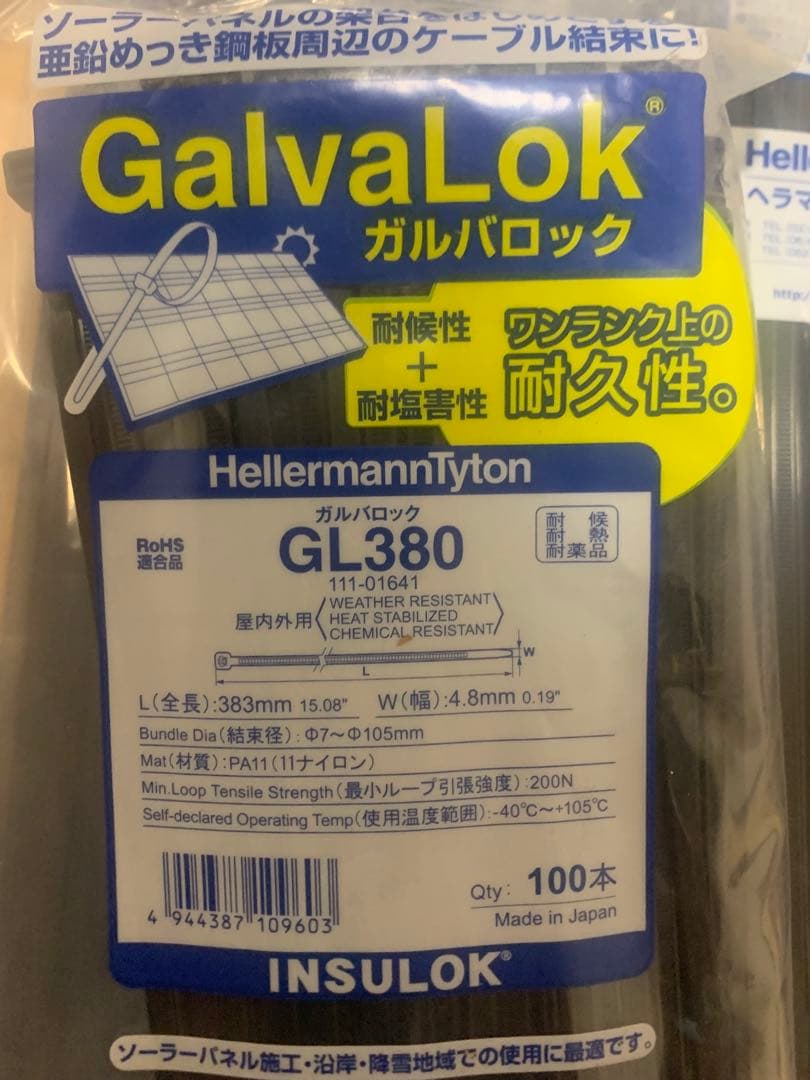 ソーラーパネルの架台をはじめ
亜鉛めっき鋼板周辺のケーブル結束に!
GalvaLok®
ガルバロック
耐候性
+
耐塩害性
ワンランク上の
耐久性。
HellermannTyton
ガルバロック
RoHS
適合品
GL380
111-01641
耐候
耐熱
耐薬品
屋内外用
WEATHER RESISTANT
HEAT STABILIZED
CHEMICAL RESISTANT
W
L
L(全長):383mm 15.08" W(幅):4.8mm 0.19"
Bundle Dia(結束径):Φ7~Φ105mm
Mat(材質):PA11(11ナイロン)
Min.Loop Tensile Strength(最小ループ引張強度):200N
Self-declared Operating Temp(使用温度範囲):-40℃~+105℃
4 944387 109603
Qty: 100本
Made in Japan
INSULOK®
ソーラーパネル施工・沿岸・降雪地域での使用に最適です。
Heller
ヘラマ
http:/